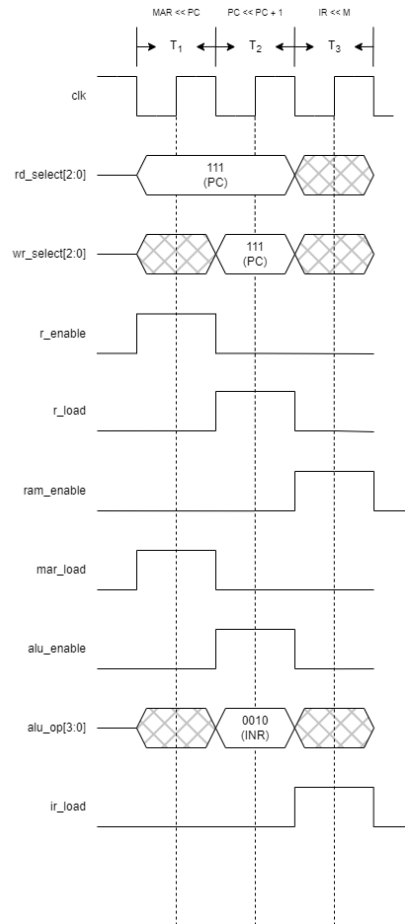 MAR << PC PC << PC + 1 IR << M
T1 T2 T3
clk
rd_select[2:0]
111
(PC)
wr_select[2:0]
111
(PC)
r_enable
r_load
ram_enable
mar_load
alu_enable
alu_op[3:0]
0010
(INR)
ir_load